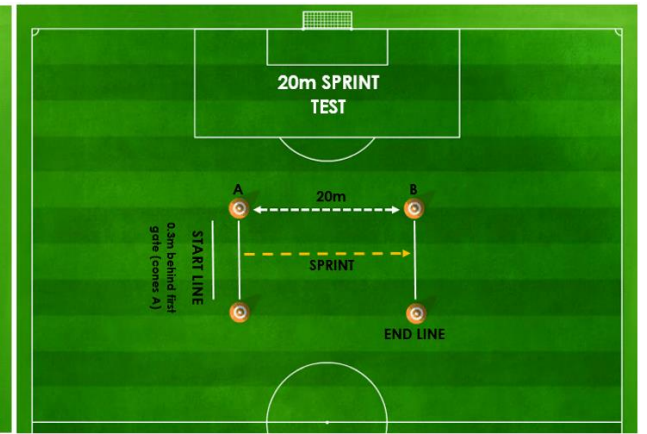 20m SPRINT
TEST
A
20m
B
START LINE
0.3m behind first
gate (cones A)
SPRINT
END LINE